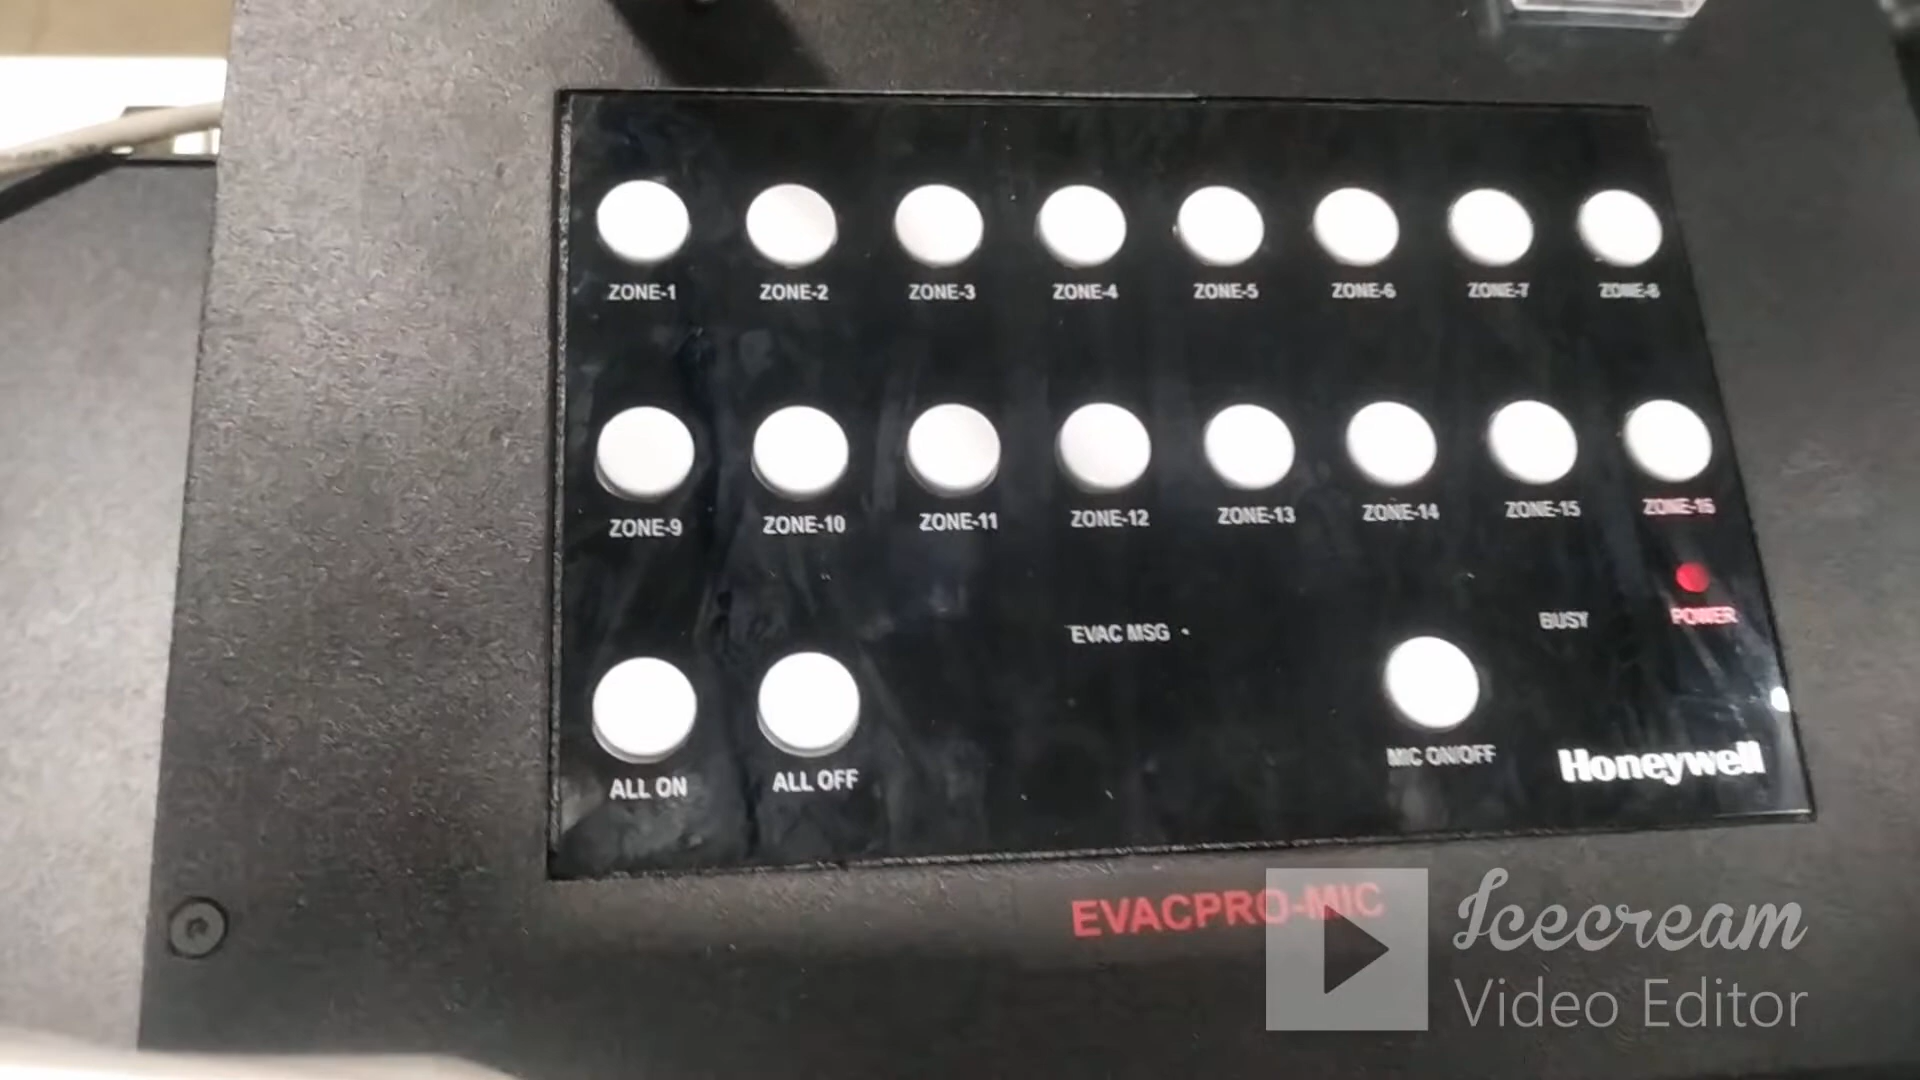 ZONE-1 ZONE-2 ZONE-3 ZONE-4 ZONE-5 ZONE-6 ZONE-7 ZONE-8
ZONE-9 ZONE-10 ZONE-11 ZONE-12 ZONE-13 ZONE-14 ZONE-15 ZONE-16
EVAC MSG BUSY POWER
ALL ON ALL OFF MIC ON/OFF Honeywell
EVACPRO-MIC
Icecream
Video Editor